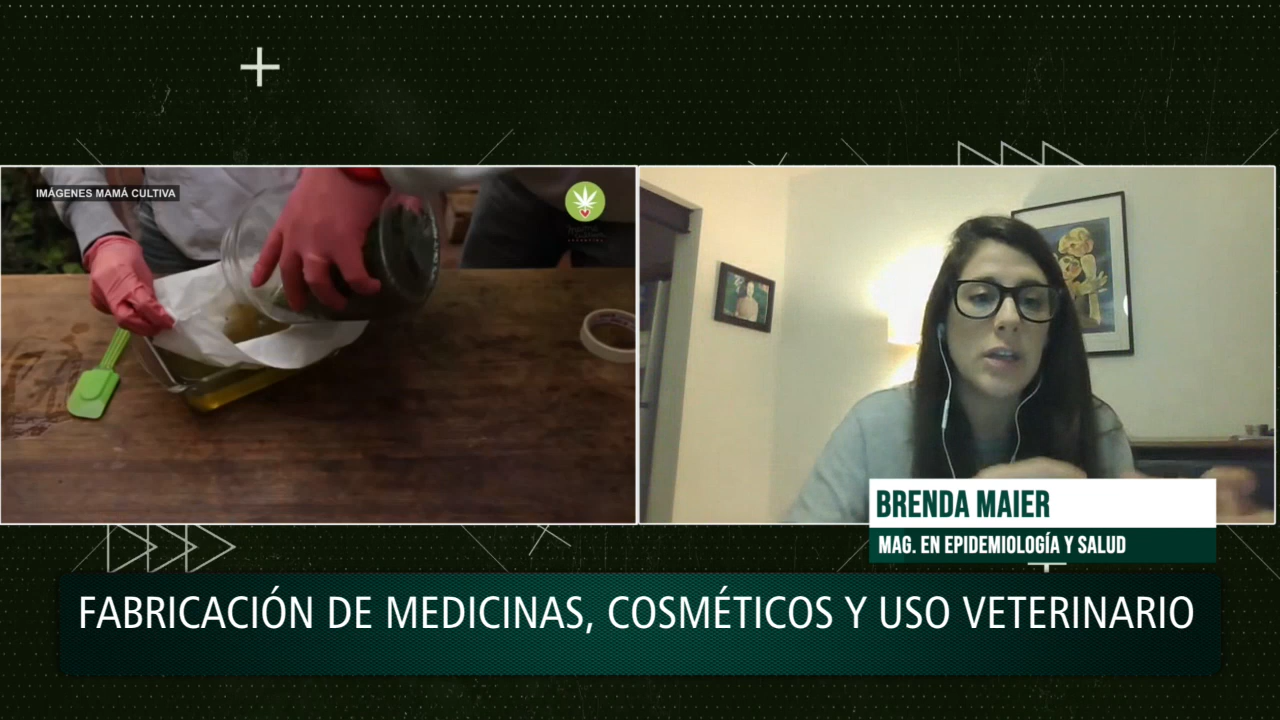 IMÁGENES MAMÁ CULTIVA
BRENDA MAIER
MAG. EN EPIDEMIOLOGÍA Y SALUD
FABRICACIÓN DE MEDICINAS, COSMÉTICOS Y USO VETERINARIO